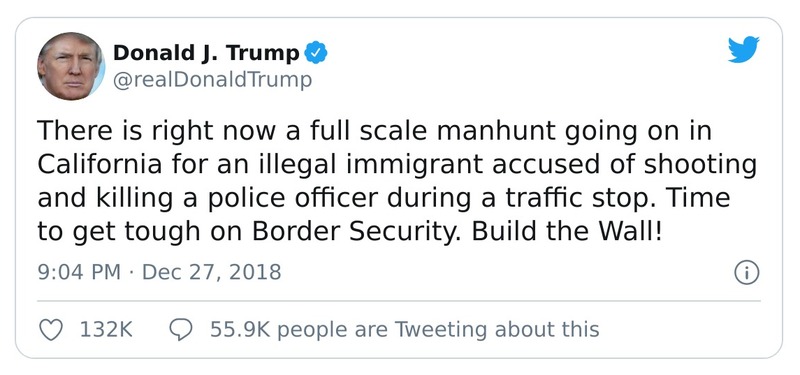 Donald J. Trump
@realDonaldTrump
There is right now a full scale manhunt going on in
California for an illegal immigrant accused of shooting
and killing a police officer during a traffic stop. Time
to get tough on Border Security. Build the Wall!
9:04 PM · Dec 27, 2018
132K 55.9K people are Tweeting about this